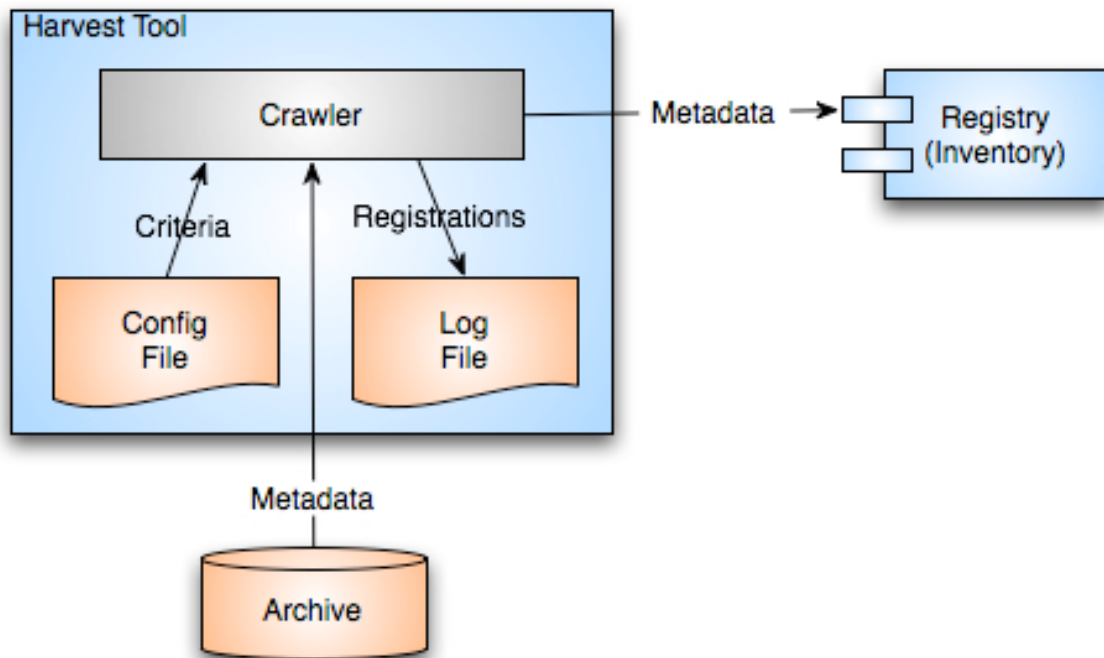 Harvest Tool
Crawler
Metadata
Registry
(Inventory)
Criteria
Registrations
Config
File
Log
File
Metadata
Archive